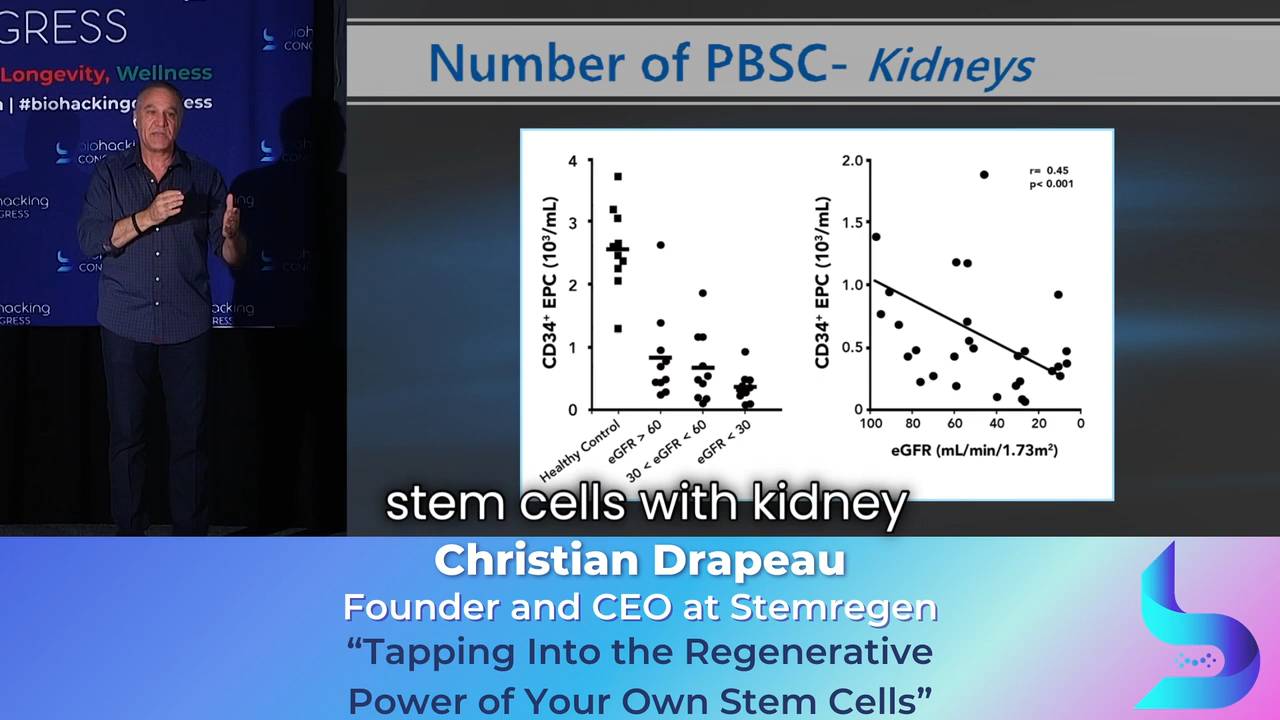 GRESS
Longevity, Wellness
| #biohackingc ess
Number of PBSC- Kidneys
4
3
2
1
0
CD34+ EPC (10³/mL)
Healthy Control
eGFR > 60
30 < eGFR < 60
eGFR < 30
2.0
1.5
1.0
0.5
0
CD34+ EPC (10³/mL)
r= 0.45
p< 0.001
100 80 60 40 20 0
eGFR (mL/min/1.73m²)
stem cells with kidney
Christian Drapeau
Founder and CEO at Stemregen
“Tapping Into the Regenerative
Power of Your Own Stem Cells”